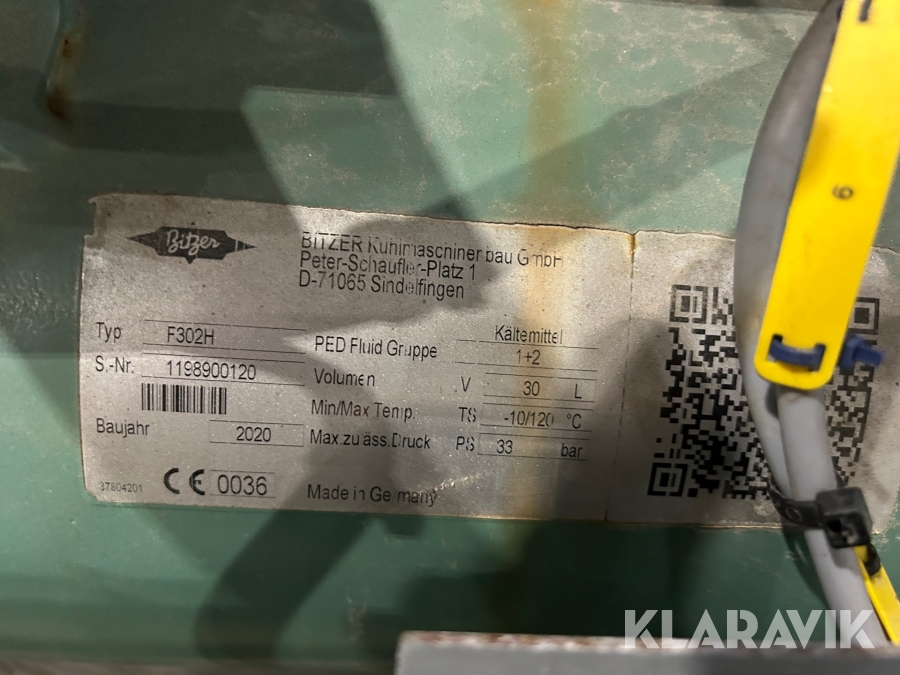 Bitzer
BITZER Kühlmaschinenbau GmbH
Peter-Schaufler-Platz 1
D-71065 Sindelfingen
Typ F302H
S.-Nr. 1198900120
Baujahr 2020
37804201 CE 0036
Kältemittel
PED Fluid Gruppe 1+2
Volumen V 30 L
Min/Max Temp. TS -10/120 °C
Max.zuläss.Druck PS 33 bar
Made in Germany
6
KLARAVIK